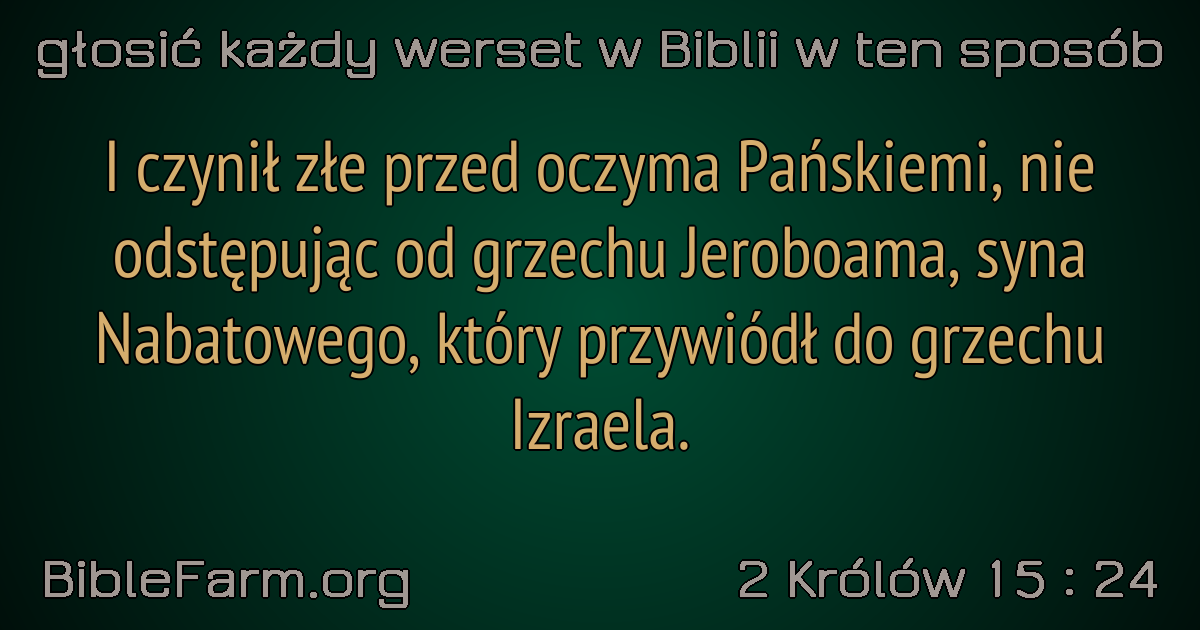 głosić każdy werset w Biblii w ten sposób
I czynił złe przed oczyma Pańskiemi, nie
odstępując od grzechu Jeroboama, syna
Nabatowego, który przywiódł do grzechu
Izraela.
BibleFarm.org
2 Królów 15 : 24